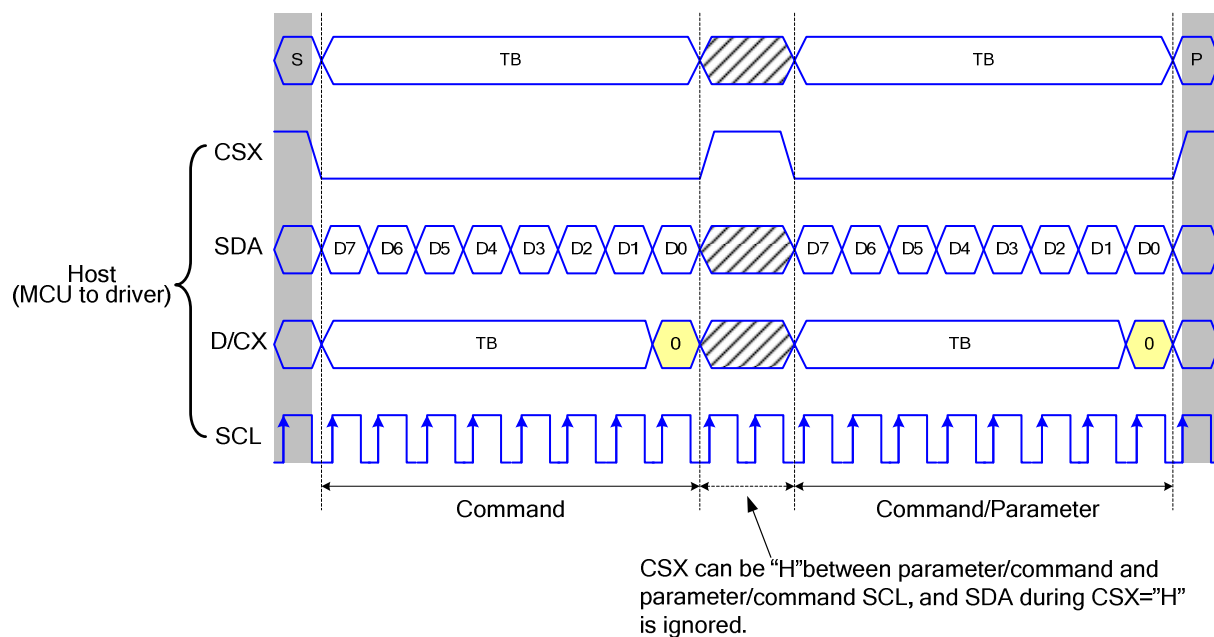 S TB TB P
CSX
SDA D7 D6 D5 D4 D3 D2 D1 D0 D7 D6 D5 D4 D3 D2 D1 D0
Host
(MCU to driver)
D/CX TB 0 TB 0
SCL
Command Command/Parameter
CSX can be “H”between parameter/command and
parameter/command SCL, and SDA during CSX=”H”
is ignored.